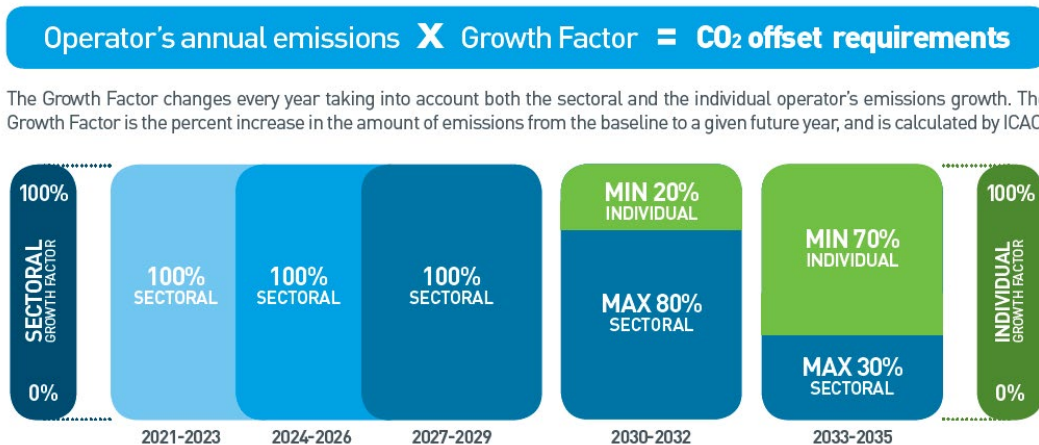 Operator's annual emissions X Growth Factor = CO₂ offset requirements
The Growth Factor changes every year taking into account both the sectoral and the individual operator's emissions growth. The
Growth Factor is the percent increase in the amount of emissions from the baseline to a given future year, and is calculated by ICAO
100%
SECTORAL
GROWTH FACTOR
0%
100%
SECTORAL
100%
SECTORAL
100%
SECTORAL
MIN 20%
INDIVIDUAL
MAX 80%
SECTORAL
MIN 70%
INDIVIDUAL
MAX 30%
SECTORAL
100%
INDIVIDUAL
GROWTH FACTOR
0%
2021-2023
2024-2026
2027-2029
2030-2032
2033-2035